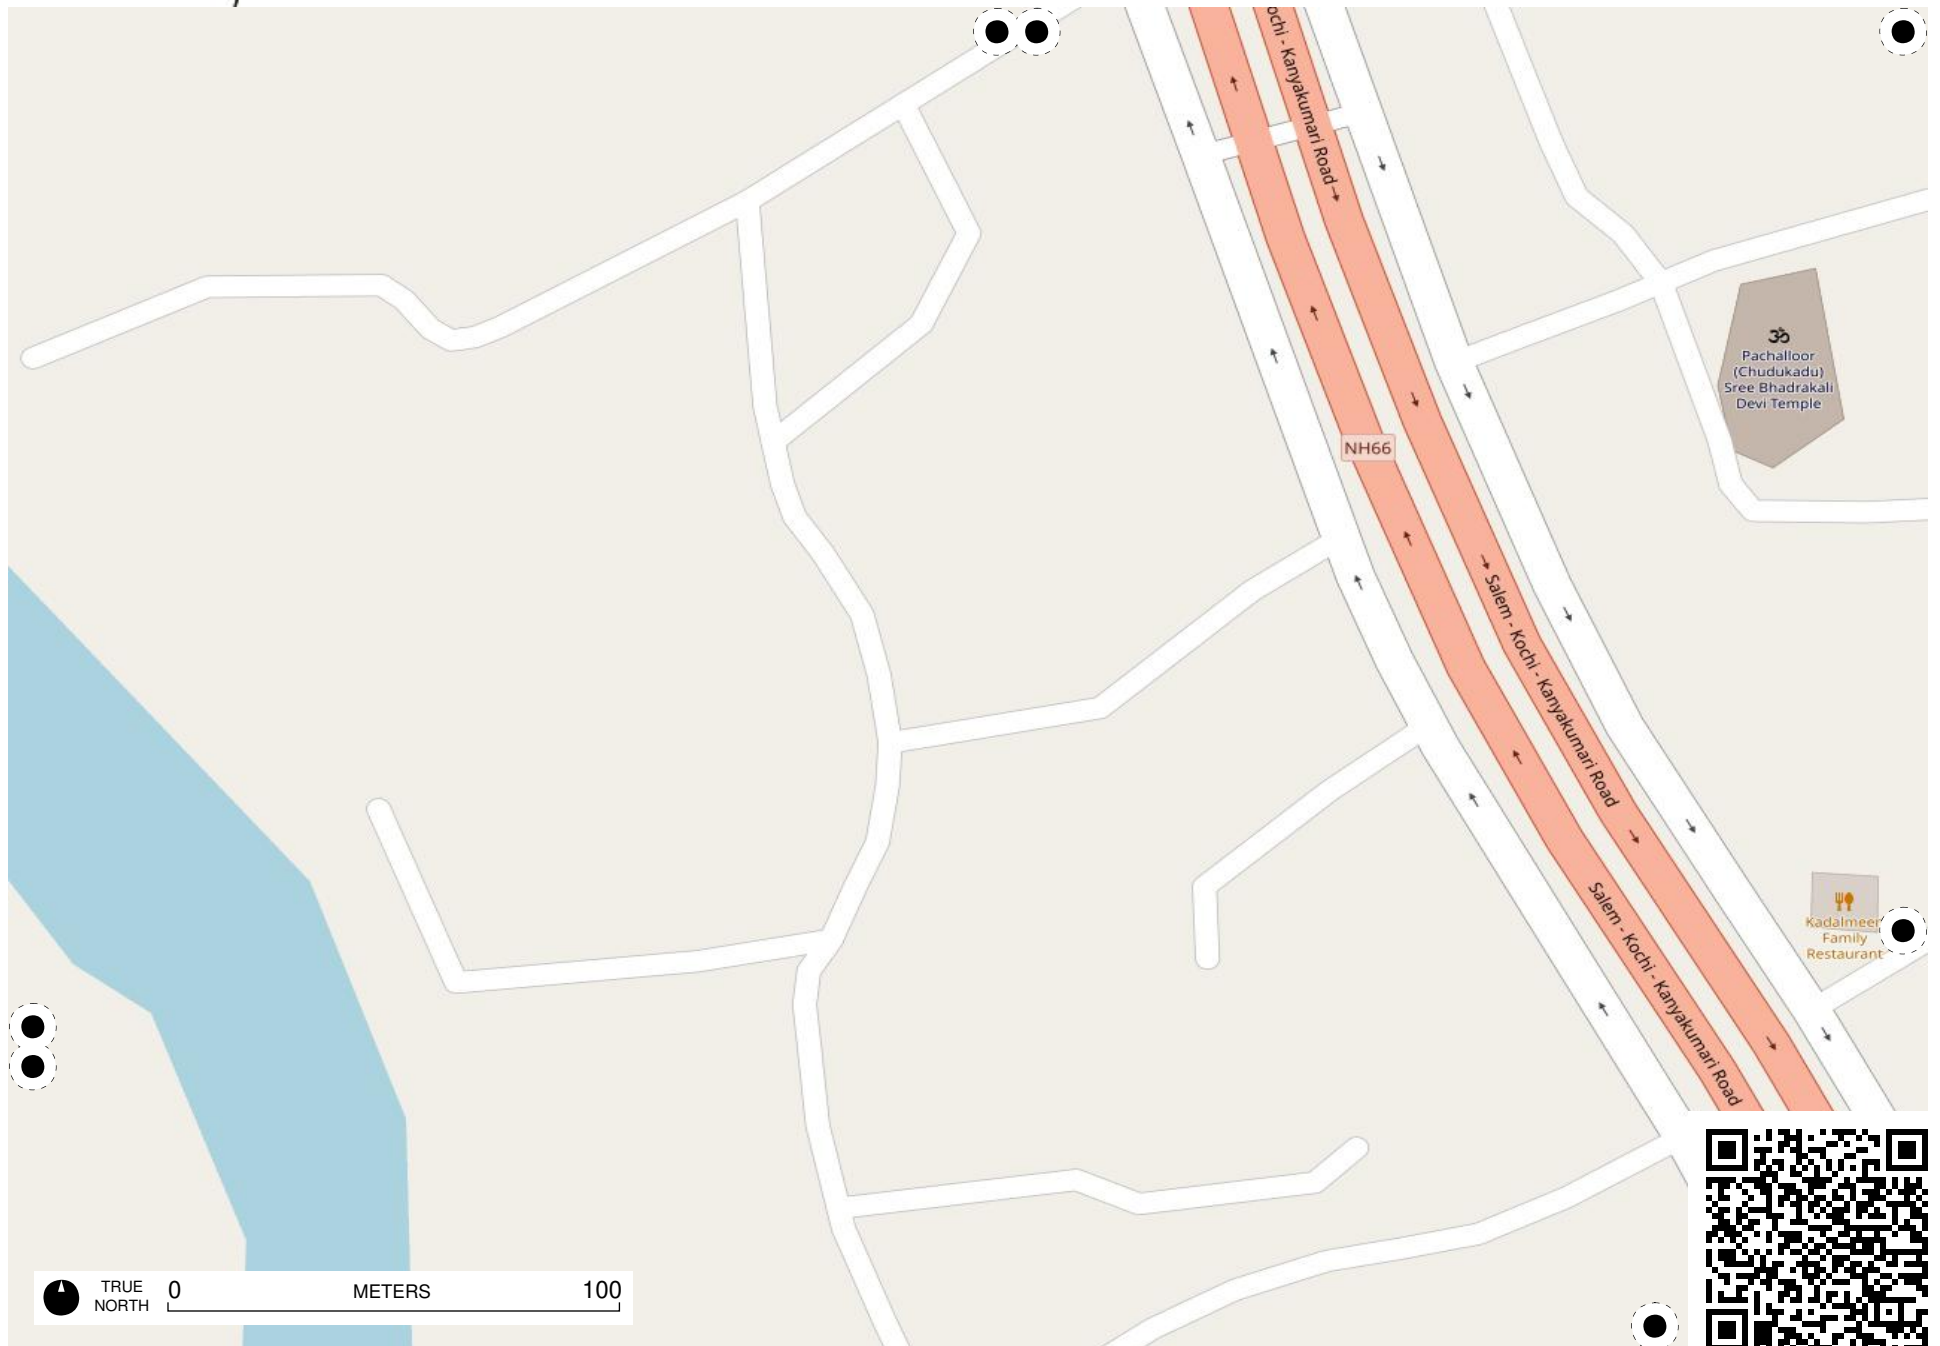 ochi - Kanyakumari Road
ॐ
Pachalloor
(Chudukadu)
Sree Bhadrakali
Devi Temple
NH66
Salem - Kochi - Kanyakumari Road
Salem - Kochi - Kanyakumari Road
Kadalmeen
Family
Restaurant
TRUE
NORTH
0 METERS 100